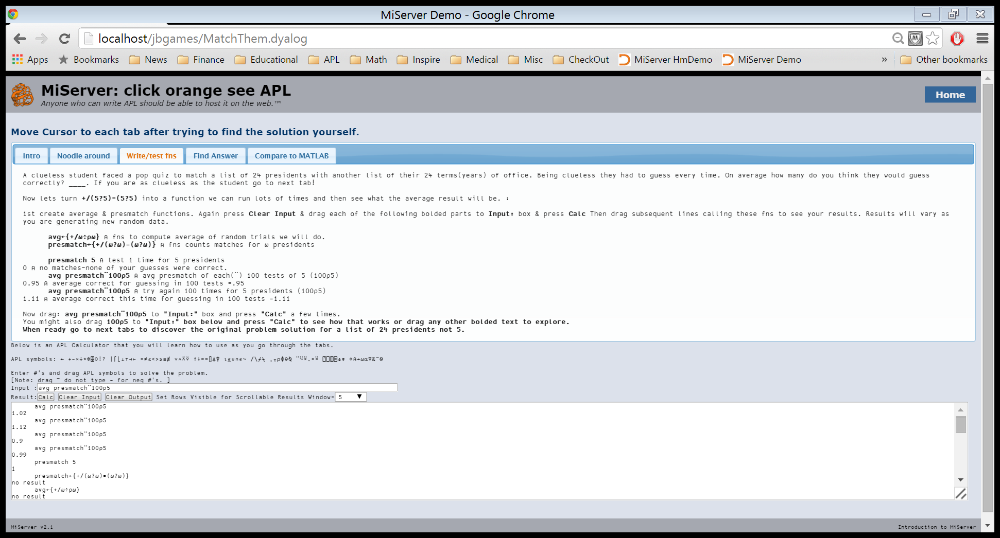 MiServer Demo - Google Chrome
localhost/jbgames/MatchThem.dyalog
Apps Bookmarks News Finance Educational APL Math Inspire Medical Misc CheckOut MiServer HmDemo MiServer Demo » Other bookmarks
MiServer: click orange see APL
Anyone who can write APL should be able to host it on the web.™
Home
Move Cursor to each tab after trying to find the solution yourself.
Intro Noodle around Write/test fns Find Answer Compare to MATLAB
A clueless student faced a pop quiz to match a list of 24 presidents with another list of their 24 terms(years) of office. Being clueless they had to guess every time. On average how many do you think they would guess
correctly? ____. If you are as clueless as the student go to next tab!
Now lets turn +/(5?5)=(5?5) into a function we can run lots of times and then see what the average result will be. :
1st create average & presmatch functions. Again press Clear Input & drag each of the following bolded parts to Input: box & press Calc Then drag subsequent lines calling these fns to see your results. Results will vary as
you are generating new random data.
avg←{+/⍵÷⍴⍵} ⍝ fns to compute average of random trials we will do.
presmatch←{+/(⍵?⍵)=(⍵?⍵)} ⍝ fns counts matches for ⍵ presidents
presmatch 5 ⍝ test 1 time for 5 presidents
0 ⍝ no matches-none of your guesses were correct.
avg presmatch¨100⍴5 ⍝ avg presmatch of each(¨) 100 tests of 5 (100⍴5)
0.95 ⍝ average correct for guessing in 100 tests =.95
avg presmatch¨100⍴5 ⍝ try again 100 times for 5 presidents (100⍴5)
1.11 ⍝ average correct this time for guessing in 100 tests =1.11
Now drag: avg presmatch¨100⍴5 to "Input:" box and press "Calc" a few times.
You might also drag 100⍴5 to "Input:" box below and press "Calc" to see how that works or drag any other bolded text to explore.
When ready go to next tabs to discover the original problem solution for a list of 24 presidents not 5.
Below is an APL Calculator that you will learn how to use as you go through the tabs.
APL symbols: ← +-×÷*⍟⌹○!? |⌈⌊⊥⊤⊣⊢ =≠≤<>≥≡≢ ∨∧⍲⍱ ↑↓⊂⊃⌷⍋⍒ ⍳⍷∪∩∊~ /\⌿⍀ ,⍪⍴⌽⊖⍉ ¨⍨⍣.∘⍤
Enter #'s and drag APL symbols to solve the problem.
[Note: drag ¯ do not type - for neg #'s. ]
Input :avg presmatch¨100⍴5
Result: Calc Clear Input Clear Output Set Rows Visible for Scrollable Results Window= 5
avg presmatch¨100⍴5
1.02
avg presmatch¨100⍴5
1.12
avg presmatch¨100⍴5
0.9
avg presmatch¨100⍴5
0.99
presmatch 5
1
presmatch←{+/(⍵?⍵)=(⍵?⍵)}
no result
avg←{+/⍵÷⍴⍵}
no result
MiServer v2.1
Introduction to MiServer